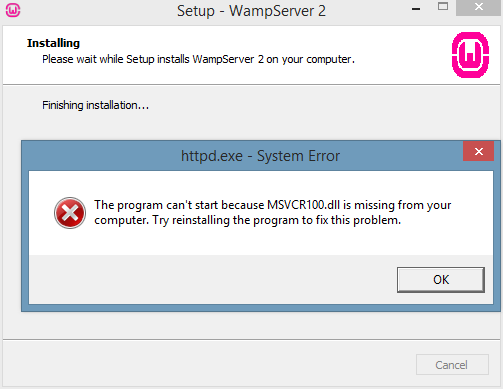 Setup - WampServer 2
Installing
Please wait while Setup installs WampServer 2 on your computer.
Finishing installation...
httpd.exe - System Error
The program can't start because MSVCR100.dll is missing from your
computer. Try reinstalling the program to fix this problem.
OK
Cancel